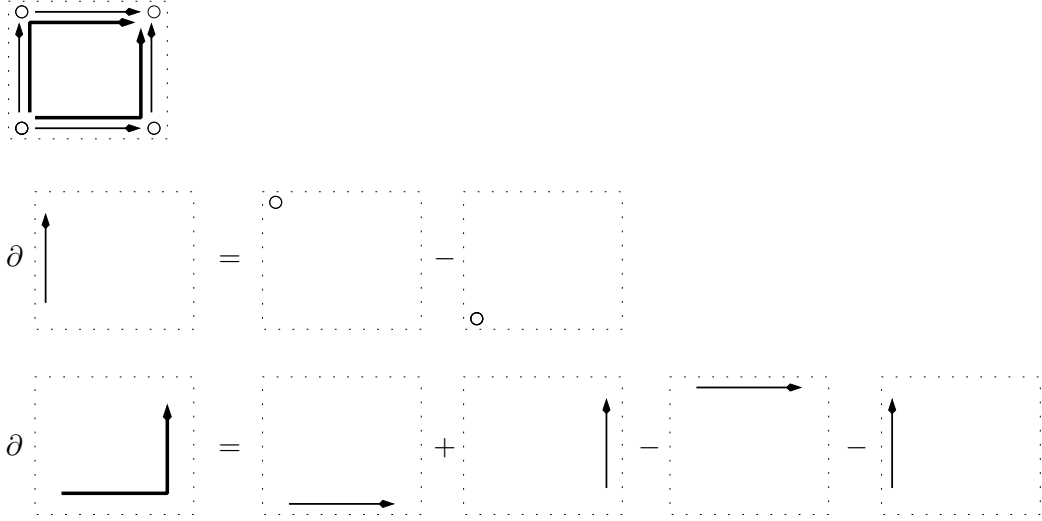 ∂ = −
∂ = + − −